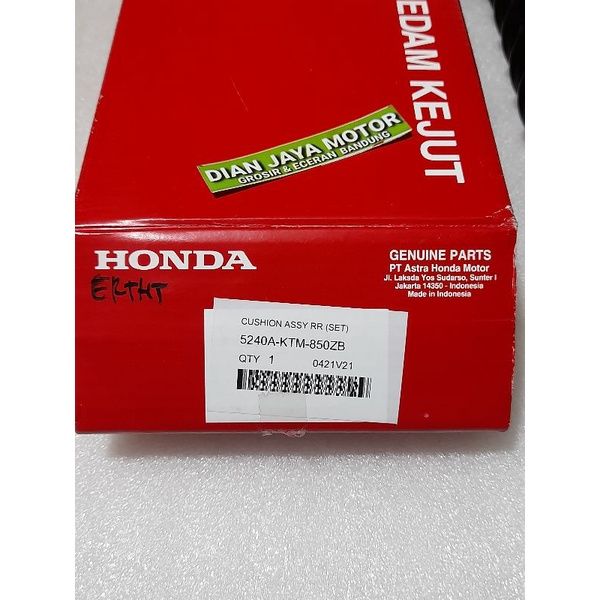 EDAM KEJUT
DIAN JAYA MOTOR
GROSIR & ECERAN BANDUNG
HONDA
GENUINE PARTS
PT Astra Honda Motor
Jl. Laksda Yos Sudarso, Sunter I
Jakarta 14350 - Indonesia
Made in Indonesia
CUSHION ASSY RR (SET)
5240A-KTM-850ZB
QTY 1 0421V21